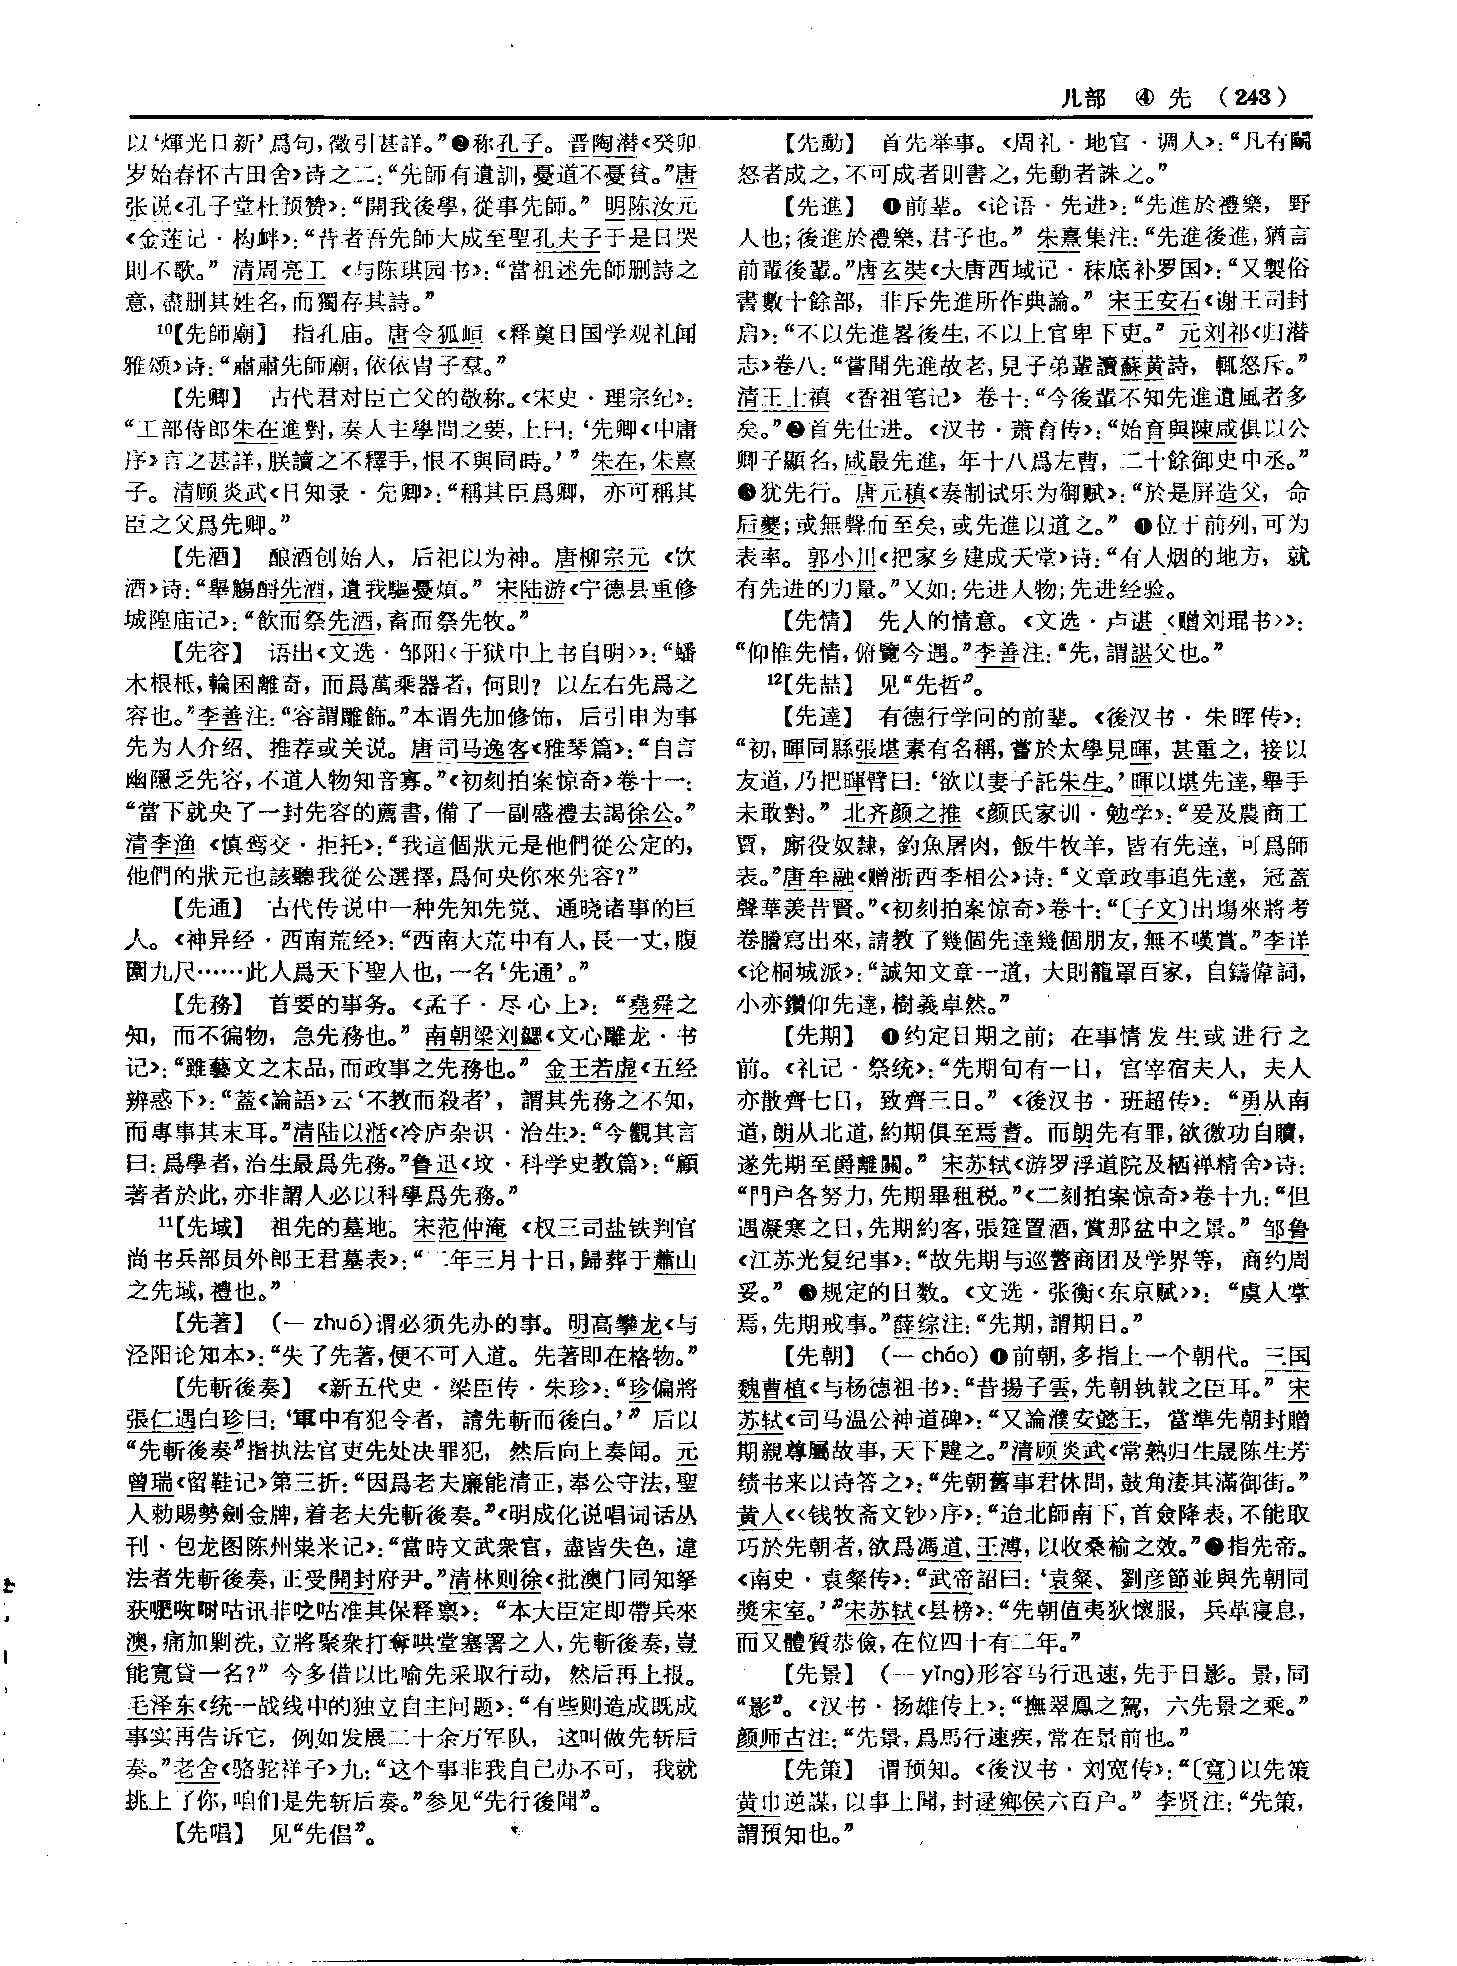 儿部　④　先　（243）
以‘煇光日新’爲句，徵引甚詳。”❷称孔子。晋陶潜《癸卯
岁始春怀古田舍》诗之二：“先師有遺訓，憂道不憂貧。”唐
张说《孔子堂杜预赞》：“開我後學，從事先師。”明陈汝元
《金莲记·构衅》：“昔者吾先師大成至聖孔夫子于是日哭
則不歌。”清周亮工《与陈琪园书》：“當祖述先師删詩之
意，盡删其姓名，而獨存其詩。”
¹⁰【先師廟】　指孔庙。唐令狐峘《释奠日国学观礼闻
雅颂》诗：“肅肅先師廟，依依胄子羣。”
【先卿】　古代君对臣亡父的敬称。《宋史·理宗纪》：
“工部侍郎朱在進對，奏人主學問之要，上曰：‘先卿《中庸
序》言之甚詳，朕讀之不釋手，恨不與同時。’”朱在，朱熹
子。清顾炎武《日知录·先卿》：“稱其臣爲卿，亦可稱其
臣之父爲先卿。”
【先酒】　酿酒创始人，后祀以为神。唐柳宗元《饮
酒》诗：“舉觴酹先酒，遺我驅憂煩。”宋陆游《宁德县重修
城隍庙记》：“飲而祭先酒，畜而祭先牧。”
【先容】　语出《文选·邹阳〈于狱中上书自明〉》：“蟠
木根柢，輪囷離奇，而爲萬乘器者，何則？以左右先爲之
容也。”李善注：“容謂雕飾。”本谓先加修饰，后引申为事
先为人介绍、推荐或关说。唐司马逸客《雅琴篇》：“自言
幽隱乏先容，不道人物知音寡。”《初刻拍案惊奇》卷十一：
“當下就央了一封先容的薦書，備了一副盛禮去謁徐公。”
清李渔《慎鸾交·拒托》：“我這個狀元是他們從公定的，
他們的狀元也該聽我從公選擇，爲何央你來先容？”
【先通】　古代传说中一种先知先觉、通晓诸事的巨
人。《神异经·西南荒经》：“西南大荒中有人，長一丈，腹
圍九尺……此人爲天下聖人也，一名‘先通’。”
【先務】　首要的事务。《孟子·尽心上》：“堯舜之
知，而不徧物，急先務也。”南朝梁刘勰《文心雕龙·书
记》：“雖藝文之末品，而政事之先務也。”金王若虚《五经
辨惑下》：“蓋《論語》云‘不教而殺者’，謂其先務之不知，
而專事其末耳。”清陆以湉《冷庐杂识·治生》：“今觀其言
曰：爲學者，治生最爲先務。”鲁迅《坟·科学史教篇》：“顧
著者於此，亦非謂人必以科學爲先務。”
¹¹【先域】　祖先的墓地。宋范仲淹《权三司盐铁判官
尚书兵部员外郎王君墓表》：“二年三月十日，歸葬于蕭山
之先域，禮也。”
【先著】　（— zhuó）谓必须先办的事。明高攀龙《与
泾阳论知本》：“失了先著，便不可入道。先著即在格物。”
【先斬後奏】　《新五代史·梁臣传·朱珍》：“珍偏將
張仁遇白珍曰：‘軍中有犯令者，請先斬而後白。’”后以
“先斬後奏”指执法官吏先处决罪犯，然后向上奏闻。元
曾瑞《留鞋记》第三折：“因爲老夫廉能清正，奉公守法，聖
人勅賜勢劍金牌，着老夫先斬後奏。”《明成化说唱词话丛
刊·包龙图陈州粜米记》：“當時文武衆官，盡皆失色，違
法者先斬後奏，正受開封府尹。”清林则徐《批澳门同知拏
获咜咘咕讯非咕准其保释禀》：“本大臣定即帶兵來
澳，痛加剿洗，立將聚衆打奪哄堂塞署之人，先斬後奏，豈
能寬貸一名？”今多借以比喻先采取行动，然后再上报。
毛泽东《统一战线中的独立自主问题》：“有些则造成既成
事实再告诉它，例如发展二十余万军队，这叫做先斩后
奏。”老舍《骆驼祥子》九：“这个事非我自己办不可，我就
挑上了你，咱们是先斩后奏。”参见“先行後聞”。
【先唱】　见“先倡”。
【先動】　首先举事。《周礼·地官·调人》：“凡有鬭
怒者成之，不可成者則書之，先動者誅之。”
【先進】　❶前辈。《论语·先进》：“先進於禮樂，野
人也；後進於禮樂，君子也。”朱熹集注：“先進後進，猶言
前輩後輩。”唐玄奘《大唐西域记·秣底补罗国》：“又製俗
書數十餘部，非斥先進所作典論。”宋王安石《谢王司封
启》：“不以先進畧後生，不以上官卑下吏。”元刘祁《归潜
志》卷八：“嘗聞先進故老，見子弟輩讀蘇黄詩，輒怒斥。”
清王士禛《香祖笔记》卷十：“今後輩不知先進遺風者多
矣。”❷首先仕进。《汉书·萧育传》：“始育與陳咸俱以公
卿子顯名，咸最先進，年十八爲左曹，二十餘御史中丞。”
❸犹先行。唐元稹《奏制试乐为御赋》：“於是屏造父，命
后夔；或無聲而至矣，或先進以道之。”❹位于前列，可为
表率。郭小川《把家乡建成天堂》诗：“有人烟的地方，就
有先进的力量。”又如：先进人物；先进经验。
【先情】　先人的情意。《文选·卢谌〈赠刘琨书〉》：
“仰惟先情，俯覽今遇。”李善注：“先，謂諶父也。”
¹²【先喆】　见“先哲”。
【先達】　有德行学问的前辈。《後汉书·朱晖传》：
“初，暉同縣張堪素有名稱，嘗於太學見暉，甚重之，接以
友道，乃把暉臂曰：‘欲以妻子託朱生。’暉以堪先達，舉手
未敢對。”北齐颜之推《颜氏家训·勉学》：“爰及農商工
賈，廝役奴隸，釣魚屠肉，飯牛牧羊，皆有先達，可爲師
表。”唐牟融《赠浙西李相公》诗：“文章政事追先達，冠蓋
聲華羨昔賢。”《初刻拍案惊奇》卷十：“〔子文〕出場來將考
卷謄寫出來，請教了幾個先達幾個朋友，無不嘆賞。”李详
《论桐城派》：“誠知文章一道，大則籠罩百家，自鑄偉詞，
小亦鑽仰先達，樹義卓然。”
【先期】　❶约定日期之前；在事情发生或进行之
前。《礼记·祭统》：“先期旬有一日，宫宰宿夫人，夫人
亦散齊七日，致齊三日。”《後汉书·班超传》：“勇从南
道，朗从北道，約期俱至焉耆。而朗先有罪，欲徼功自贖，
遂先期至爵離關。”宋苏轼《游罗浮道院及栖禅精舍》诗：
“門户各努力，先期畢租税。”《二刻拍案惊奇》卷十九：“但
遇凝寒之日，先期約客，張筵置酒，賞那盆中之景。”邹鲁
《江苏光复纪事》：“故先期与巡警商团及学界等，商约周
妥。”❷规定的日数。《文选·张衡〈东京赋〉》：“虞人掌
焉，先期戒事。”薛综注：“先期，謂期日。”
【先朝】　（— cháo）❶前朝，多指上一个朝代。三国
魏曹植《与杨德祖书》：“昔揚子雲，先朝執戟之臣耳。”宋
苏轼《司马温公神道碑》：“又論濮安懿王，當準先朝封贈
期親尊屬故事，天下韙之。”清顾炎武《常熟归生晟陈生芳
绩书来以诗答之》：“先朝舊事君休問，鼓角淒其滿御街。”
黄人《〈钱牧斋文钞〉序》：“迨北師南下，首僉降表，不能取
巧於先朝者，欲爲馮道、王溥，以收桑榆之效。”❷指先帝。
《南史·袁粲传》：“武帝詔曰：‘袁粲、劉彦節並與先朝同
奬宋室。’”宋苏轼《县榜》：“先朝值夷狄懷服，兵革寝息，
而又體質恭儉，在位四十有二年。”
【先景】　（— yǐng）形容马行迅速，先于日影。景，同
“影”。《汉书·扬雄传上》：“撫翠鳳之駕，六先景之乘。”
颜师古注：“先景，爲馬行速疾，常在景前也。”
【先策】　谓预知。《後汉书·刘宽传》：“〔寬〕以先策
黄巾逆謀，以事上聞，封逯鄉侯六百户。”李贤注：“先策，
謂預知也。”